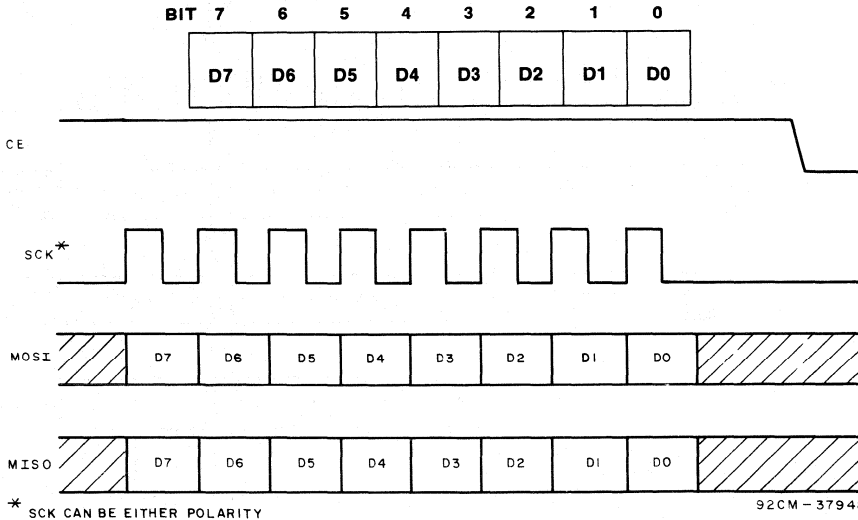 BIT 7 6 5 4 3 2 1 0
D7 D6 D5 D4 D3 D2 D1 D0
CE
SCK*
MOSI D7 D6 D5 D4 D3 D2 D1 D0
MISO D7 D6 D5 D4 D3 D2 D1 D0
* SCK CAN BE EITHER POLARITY
92CM-3794